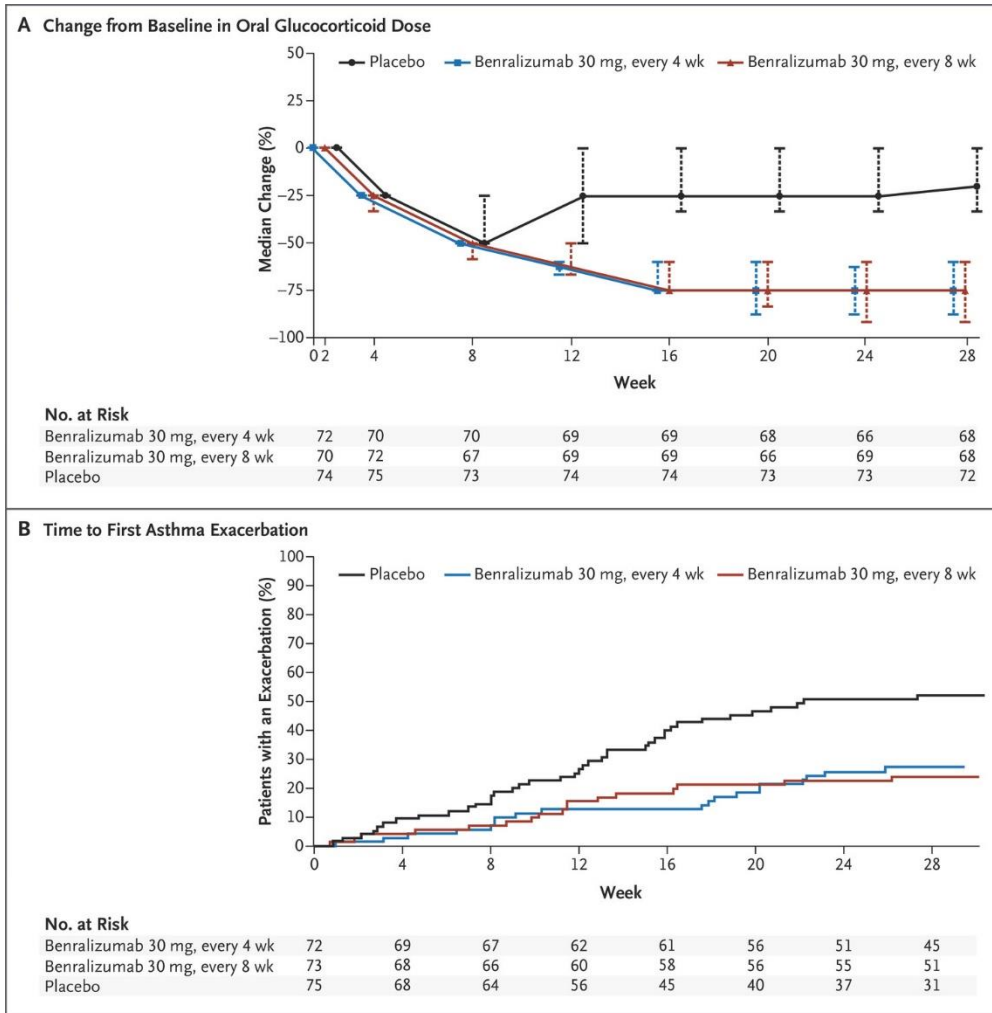 A Change from Baseline in Oral Glucocorticoid Dose
Placebo Benralizumab 30 mg, every 4 wk Benralizumab 30 mg, every 8 wk
Median Change (%)
50
25
0
−25
−50
−75
−100
0 2 4 8 12 16 20 24 28
Week
No. at Risk
Benralizumab 30 mg, every 4 wk 72 70 70 69 69 68 66 68
Benralizumab 30 mg, every 8 wk 70 72 67 69 69 66 69 68
Placebo 74 75 73 74 74 73 73 72
B Time to First Asthma Exacerbation
Placebo Benralizumab 30 mg, every 4 wk Benralizumab 30 mg, every 8 wk
Patients with an Exacerbation (%)
100
90
80
70
60
50
40
30
20
10
0
0 4 8 12 16 20 24 28
Week
No. at Risk
Benralizumab 30 mg, every 4 wk 72 69 67 62 61 56 51 45
Benralizumab 30 mg, every 8 wk 73 68 66 60 58 56 55 51
Placebo 75 68 64 56 45 40 37 31